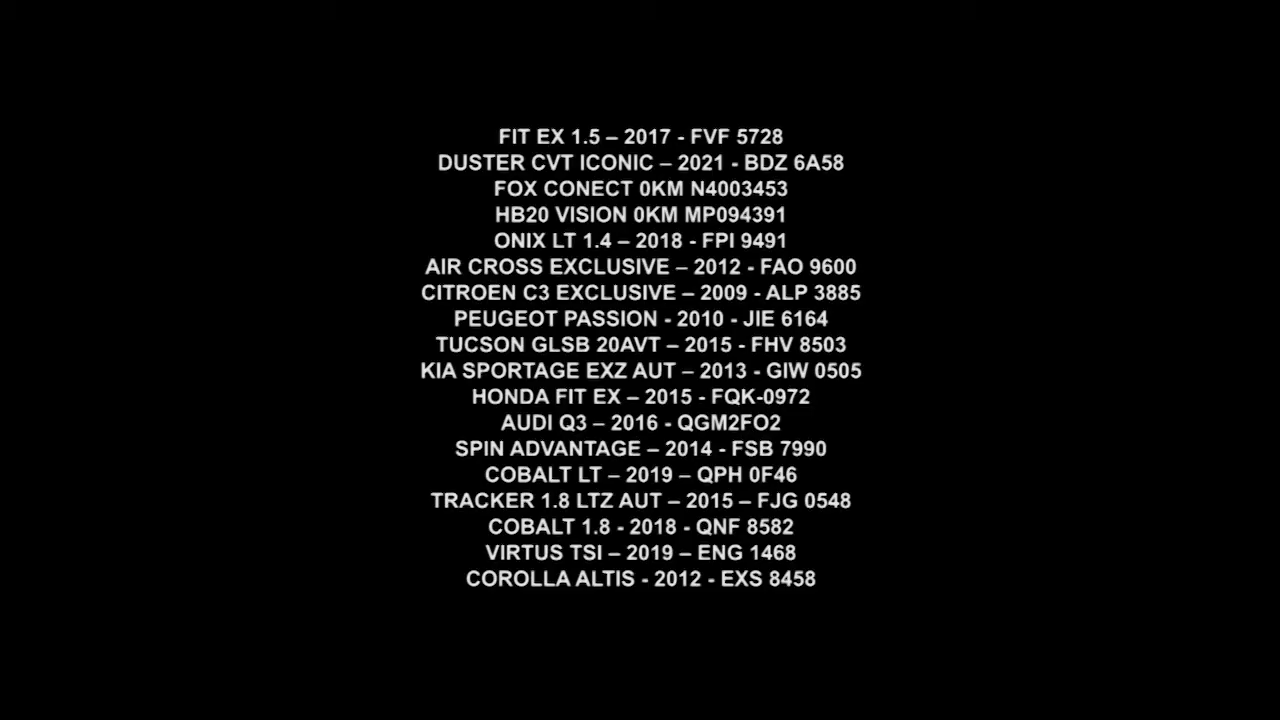 FIT EX 1.5 – 2017 - FVF 5728
DUSTER CVT ICONIC – 2021 - BDZ 6A58
FOX CONECT 0KM N4003453
HB20 VISION 0KM MP094391
ONIX LT 1.4 – 2018 - FPI 9491
AIR CROSS EXCLUSIVE – 2012 - FAO 9600
CITROEN C3 EXCLUSIVE – 2009 - ALP 3885
PEUGEOT PASSION - 2010 - JIE 6164
TUCSON GLSB 20AVT – 2015 - FHV 8503
KIA SPORTAGE EXZ AUT – 2013 - GIW 0505
HONDA FIT EX – 2015 - FQK-0972
AUDI Q3 – 2016 - QGM2FO2
SPIN ADVANTAGE – 2014 - FSB 7990
COBALT LT – 2019 – QPH 0F46
TRACKER 1.8 LTZ AUT – 2015 – FJG 0548
COBALT 1.8 - 2018 - QNF 8582
VIRTUS TSI – 2019 – ENG 1468
COROLLA ALTIS - 2012 - EXS 8458